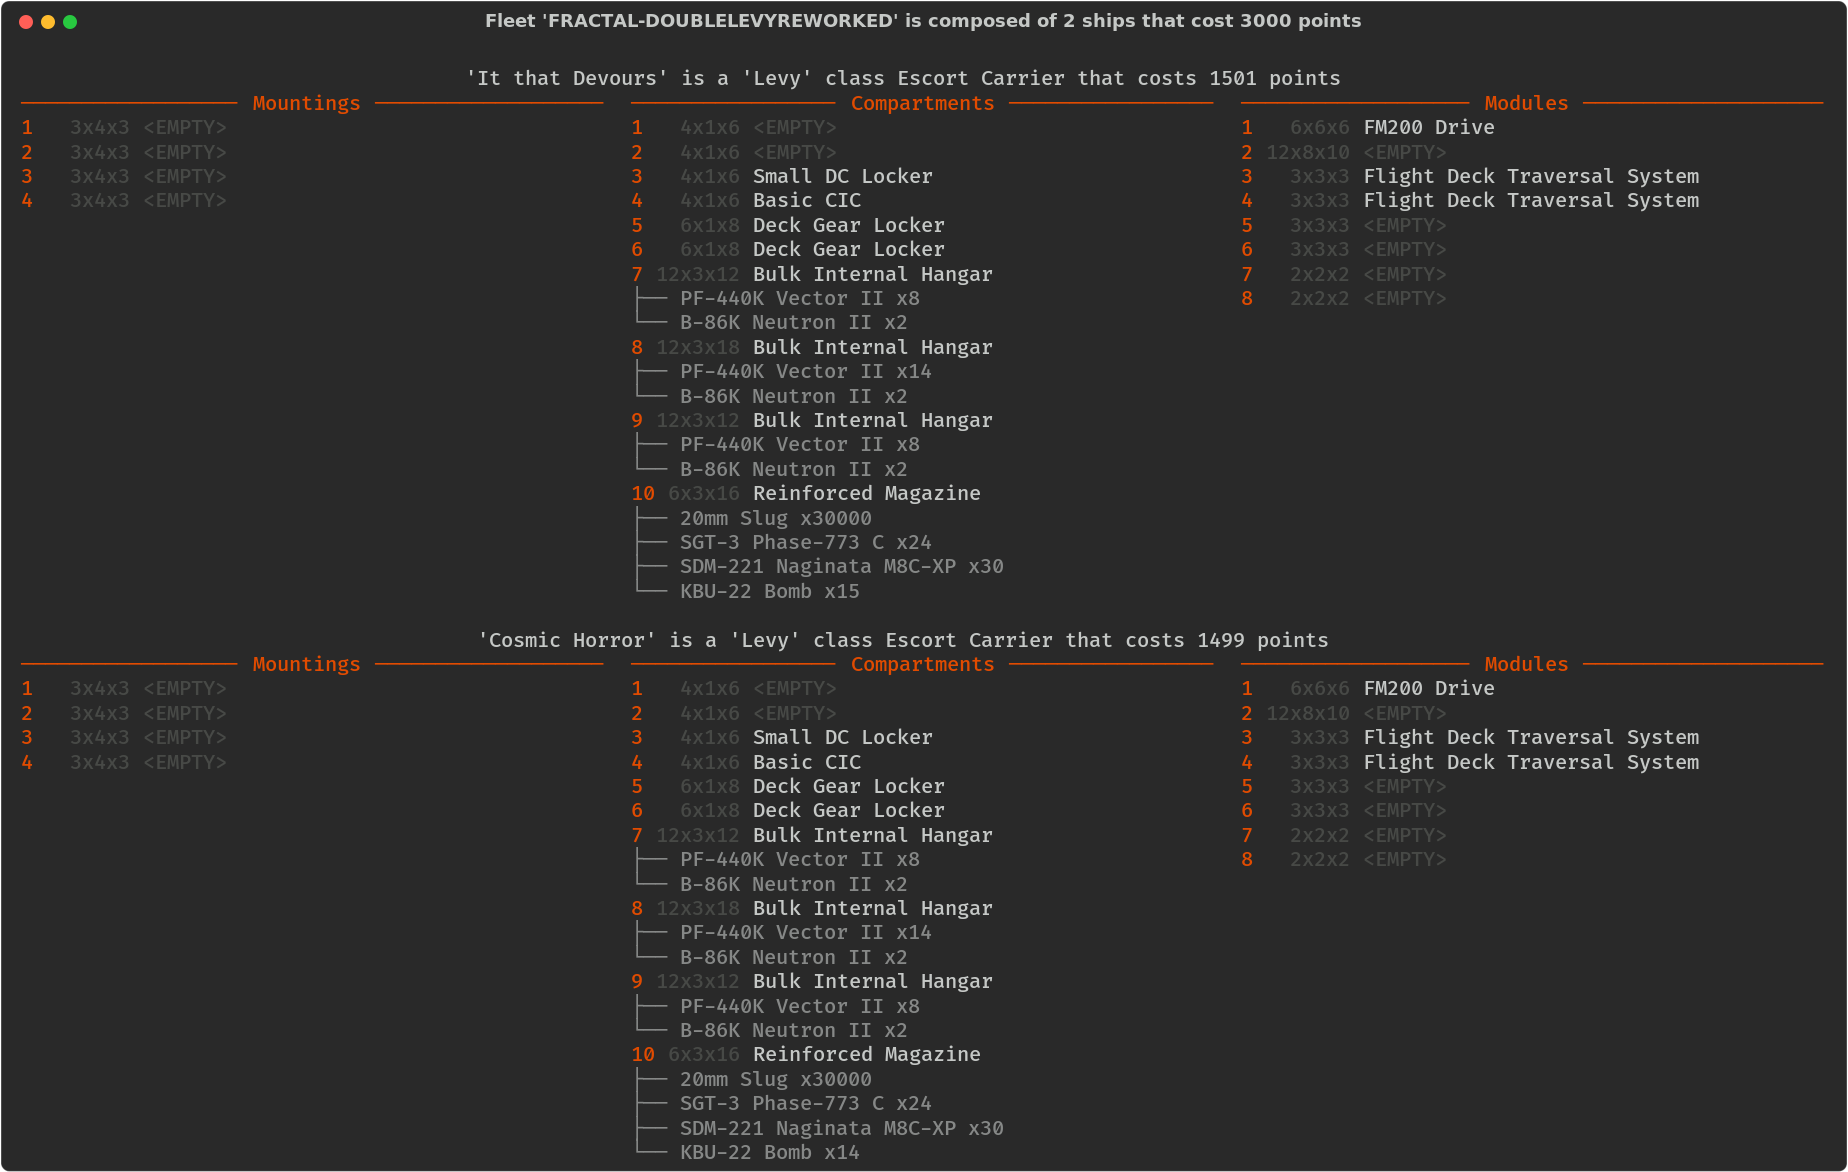 Fleet 'FRACTAL-DOUBLELEVYREWORKED' is composed of 2 ships that cost 3000 points
'It that Devours' is a 'Levy' class Escort Carrier that costs 1501 points
Mountings
1 3x4x3 <EMPTY>
2 3x4x3 <EMPTY>
3 3x4x3 <EMPTY>
4 3x4x3 <EMPTY>
Compartments
1 4x1x6 <EMPTY>
2 4x1x6 <EMPTY>
3 4x1x6 Small DC Locker
4 4x1x6 Basic CIC
5 6x1x8 Deck Gear Locker
6 6x1x8 Deck Gear Locker
7 12x3x12 Bulk Internal Hangar
├── PF-440K Vector II x8
└── B-86K Neutron II x2
8 12x3x18 Bulk Internal Hangar
├── PF-440K Vector II x14
└── B-86K Neutron II x2
9 12x3x12 Bulk Internal Hangar
├── PF-440K Vector II x8
└── B-86K Neutron II x2
10 6x3x16 Reinforced Magazine
├── 20mm Slug x30000
├── SGT-3 Phase-773 C x24
├── SDM-221 Naginata M8C-XP x30
└── KBU-22 Bomb x15
Modules
1 6x6x6 FM200 Drive
2 12x8x10 <EMPTY>
3 3x3x3 Flight Deck Traversal System
4 3x3x3 Flight Deck Traversal System
5 3x3x3 <EMPTY>
6 3x3x3 <EMPTY>
7 2x2x2 <EMPTY>
8 2x2x2 <EMPTY>
'Cosmic Horror' is a 'Levy' class Escort Carrier that costs 1499 points
Mountings
1 3x4x3 <EMPTY>
2 3x4x3 <EMPTY>
3 3x4x3 <EMPTY>
4 3x4x3 <EMPTY>
Compartments
1 4x1x6 <EMPTY>
2 4x1x6 <EMPTY>
3 4x1x6 Small DC Locker
4 4x1x6 Basic CIC
5 6x1x8 Deck Gear Locker
6 6x1x8 Deck Gear Locker
7 12x3x12 Bulk Internal Hangar
├── PF-440K Vector II x8
└── B-86K Neutron II x2
8 12x3x18 Bulk Internal Hangar
├── PF-440K Vector II x14
└── B-86K Neutron II x2
9 12x3x12 Bulk Internal Hangar
├── PF-440K Vector II x8
└── B-86K Neutron II x2
10 6x3x16 Reinforced Magazine
├── 20mm Slug x30000
├── SGT-3 Phase-773 C x24
├── SDM-221 Naginata M8C-XP x30
└── KBU-22 Bomb x14
Modules
1 6x6x6 FM200 Drive
2 12x8x10 <EMPTY>
3 3x3x3 Flight Deck Traversal System
4 3x3x3 Flight Deck Traversal System
5 3x3x3 <EMPTY>
6 3x3x3 <EMPTY>
7 2x2x2 <EMPTY>
8 2x2x2 <EMPTY>